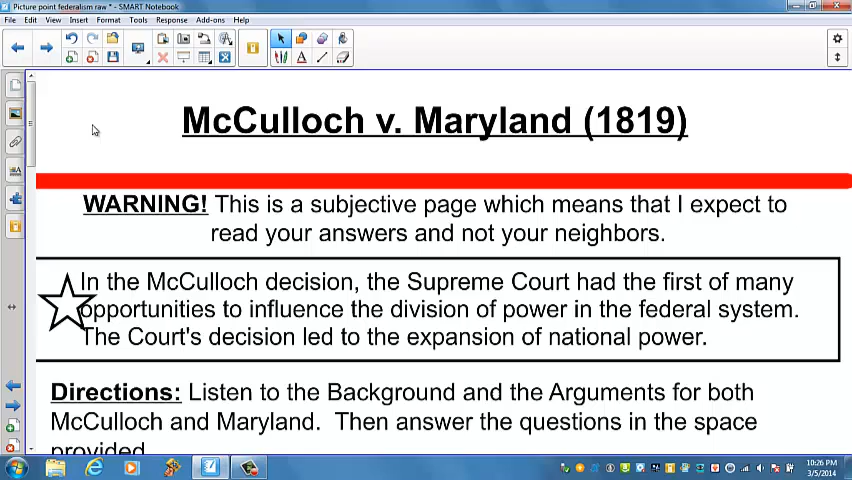 Picture point federalism raw * - SMART Notebook
File Edit View Insert Format Tools Response Add-ons Help
McCulloch v. Maryland (1819)
WARNING! This is a subjective page which means that I expect to
read your answers and not your neighbors.
In the McCulloch decision, the Supreme Court had the first of many
opportunities to influence the division of power in the federal system.
The Court's decision led to the expansion of national power.
Directions: Listen to the Background and the Arguments for both
McCulloch and Maryland. Then answer the questions in the space
provided
10:26 PM
3/5/2014